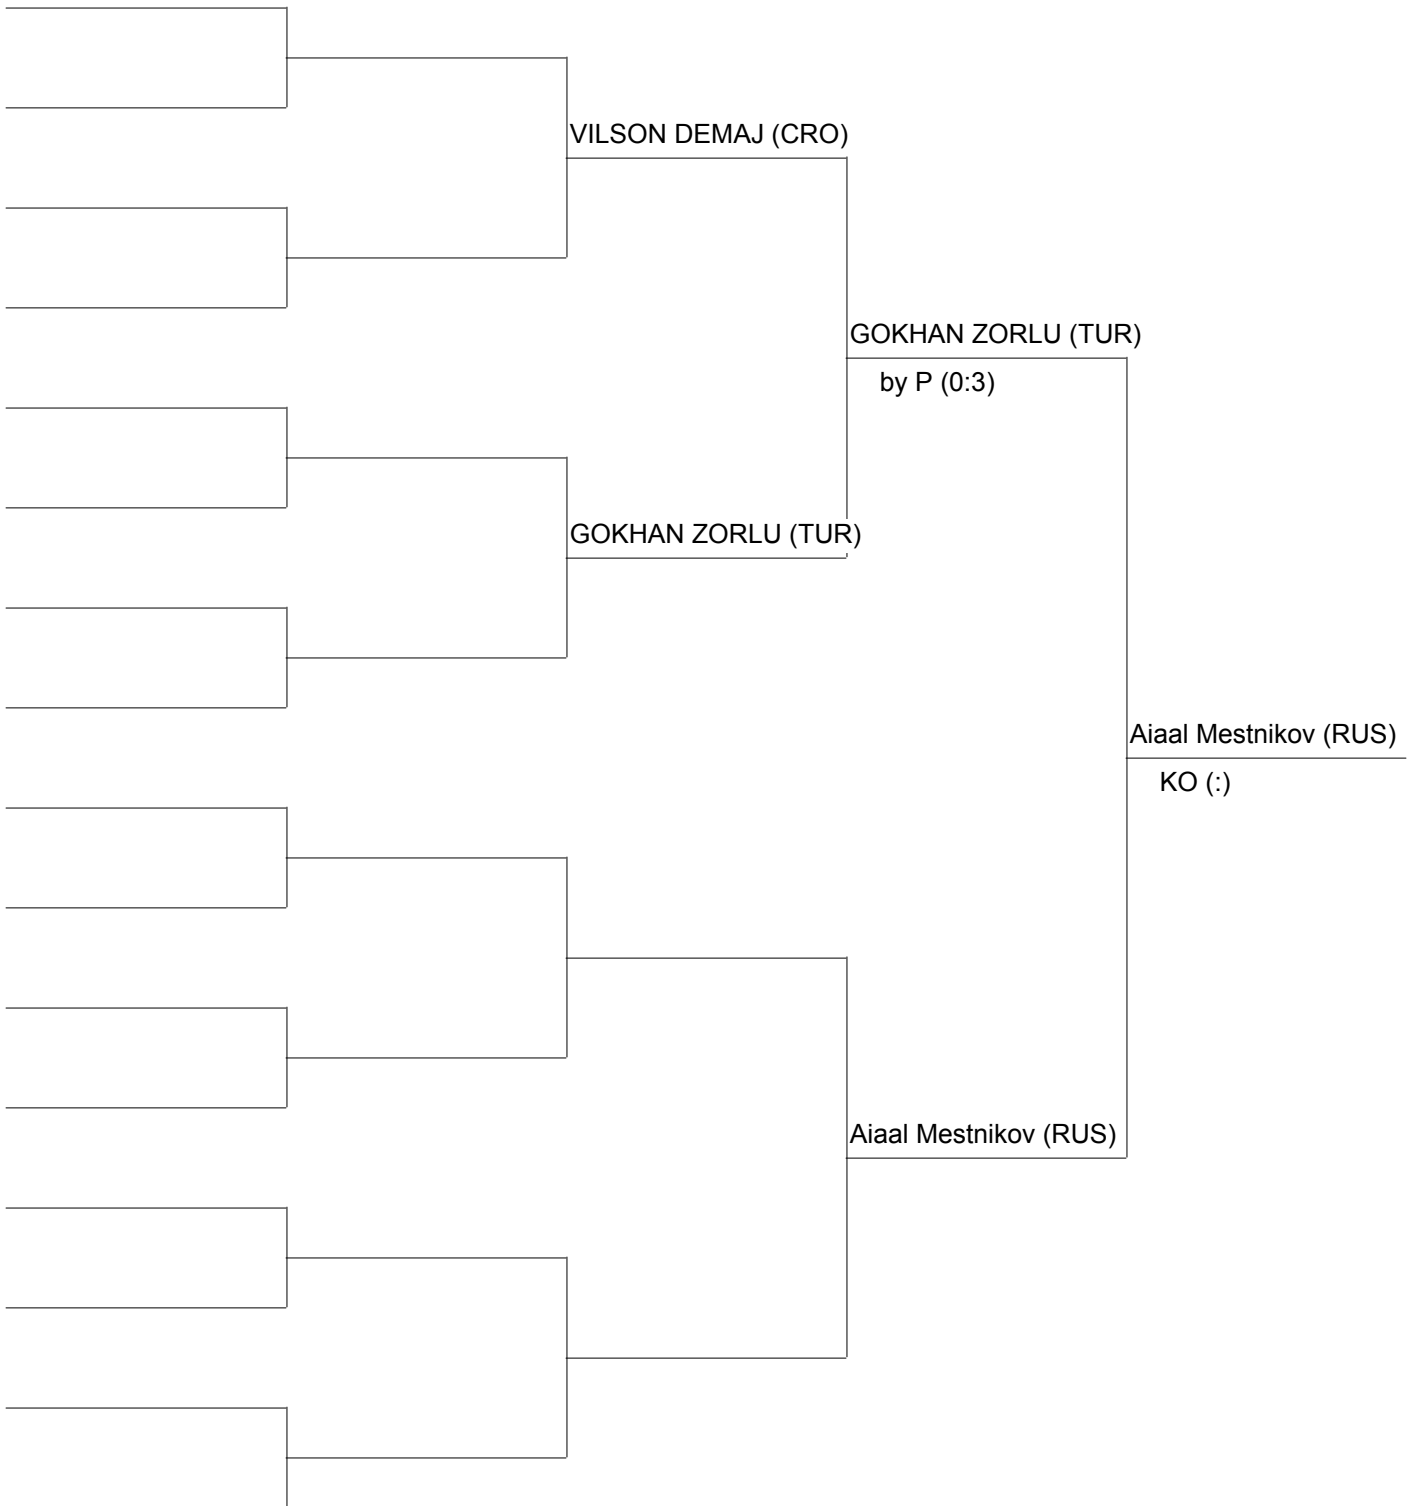 VILSON DEMAJ (CRO)
GOKHAN ZORLU (TUR)
by P (0:3)
GOKHAN ZORLU (TUR)
Aiaal Mestnikov (RUS)
KO (:)
Aiaal Mestnikov (RUS)